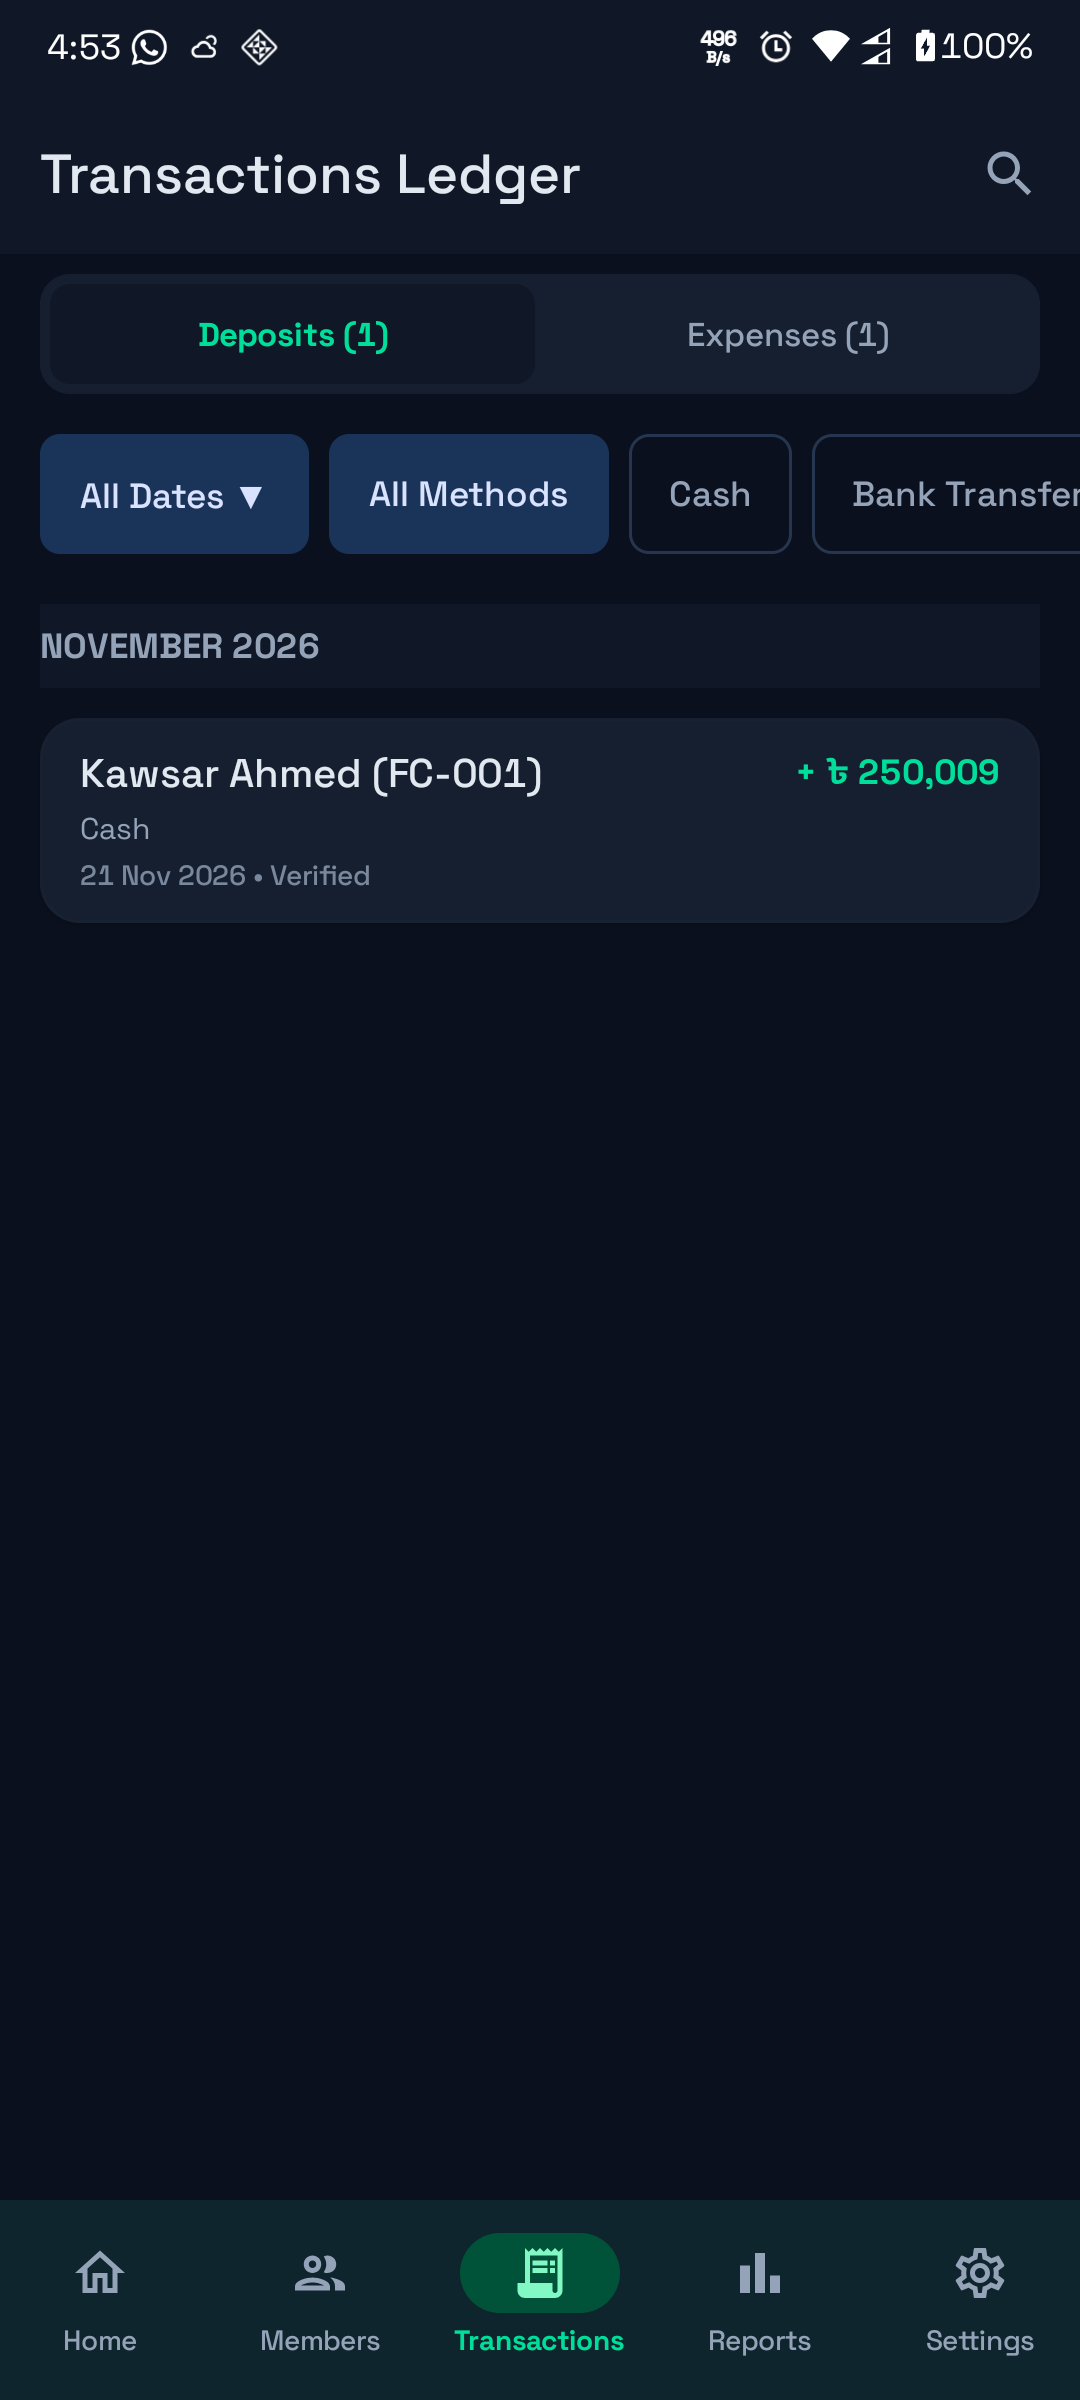 4:53 496 B/s 100%
Transactions Ledger
Deposits (1) Expenses (1)
All Dates ▼ All Methods Cash Bank Transfer
NOVEMBER 2026
Kawsar Ahmed (FC-001) + ৳ 250,009
Cash
21 Nov 2026 • Verified
Home Members Transactions Reports Settings